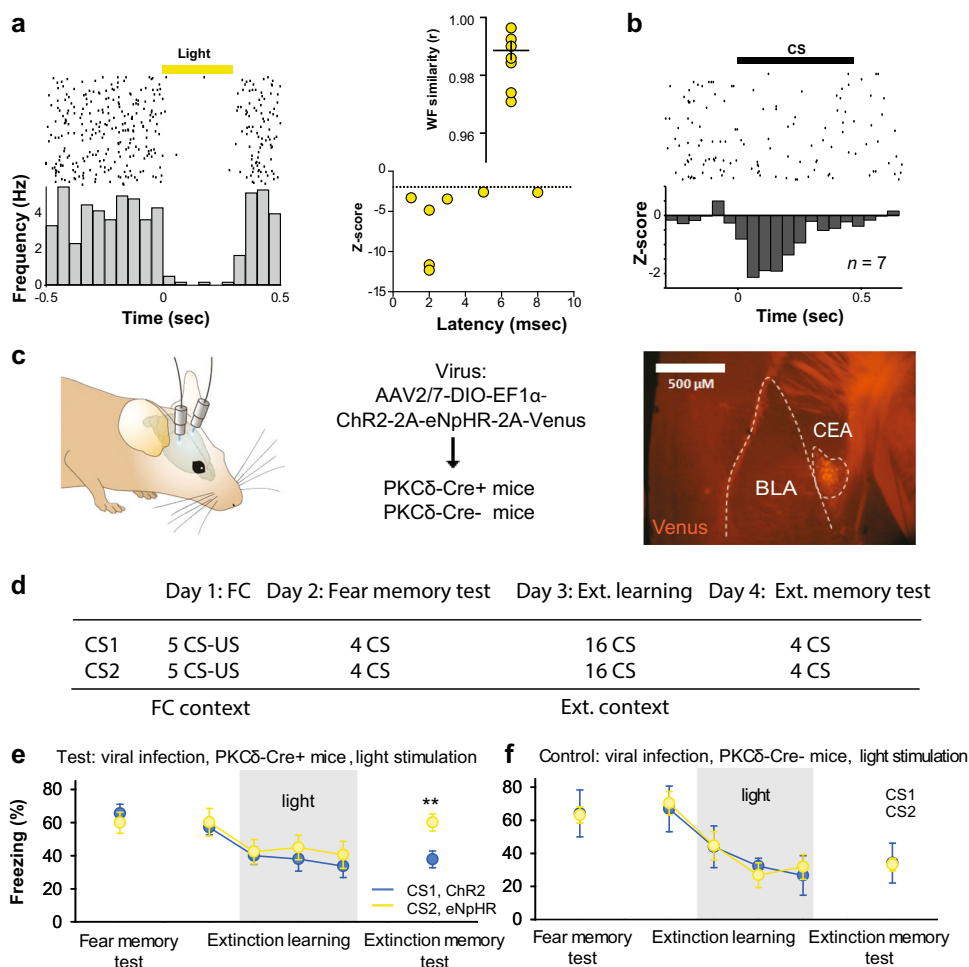 a
Light
Frequency (Hz)
4
2
0
-0.5
0
0.5
Time (sec)
WF similarity (r)
1.00
0.98
0.96
Z-score
0
-5
-10
-15
0 2 4 6 8 10
Latency (msec)
b
CS
Z-score
0
-2
n = 7
0
0.5
Time (sec)
c
Virus:
AAV2/7-DIO-EF1α-
ChR2-2A-eNpHR-2A-Venus
PKCδ-Cre+ mice
PKCδ-Cre- mice
500 µM
CEA
BLA
Venus
d
Day 1: FC Day 2: Fear memory test Day 3: Ext. learning Day 4: Ext. memory test
CS1 5 CS-US 4 CS 16 CS 4 CS
CS2 5 CS-US 4 CS 16 CS 4 CS
FC context Ext. context
e
Test: viral infection, PKCδ-Cre+ mice, light stimulation
Freezing (%)
80
60
40
20
0
light
**
CS1, ChR2
CS2, eNpHR
Fear memory
test
Extinction learning
Extinction memory
test
f
Control: viral infection, PKCδ-Cre- mice, light stimulation
80
60
40
20
0
light
CS1
CS2
Fear memory
test
Extinction learning
Extinction memory
test